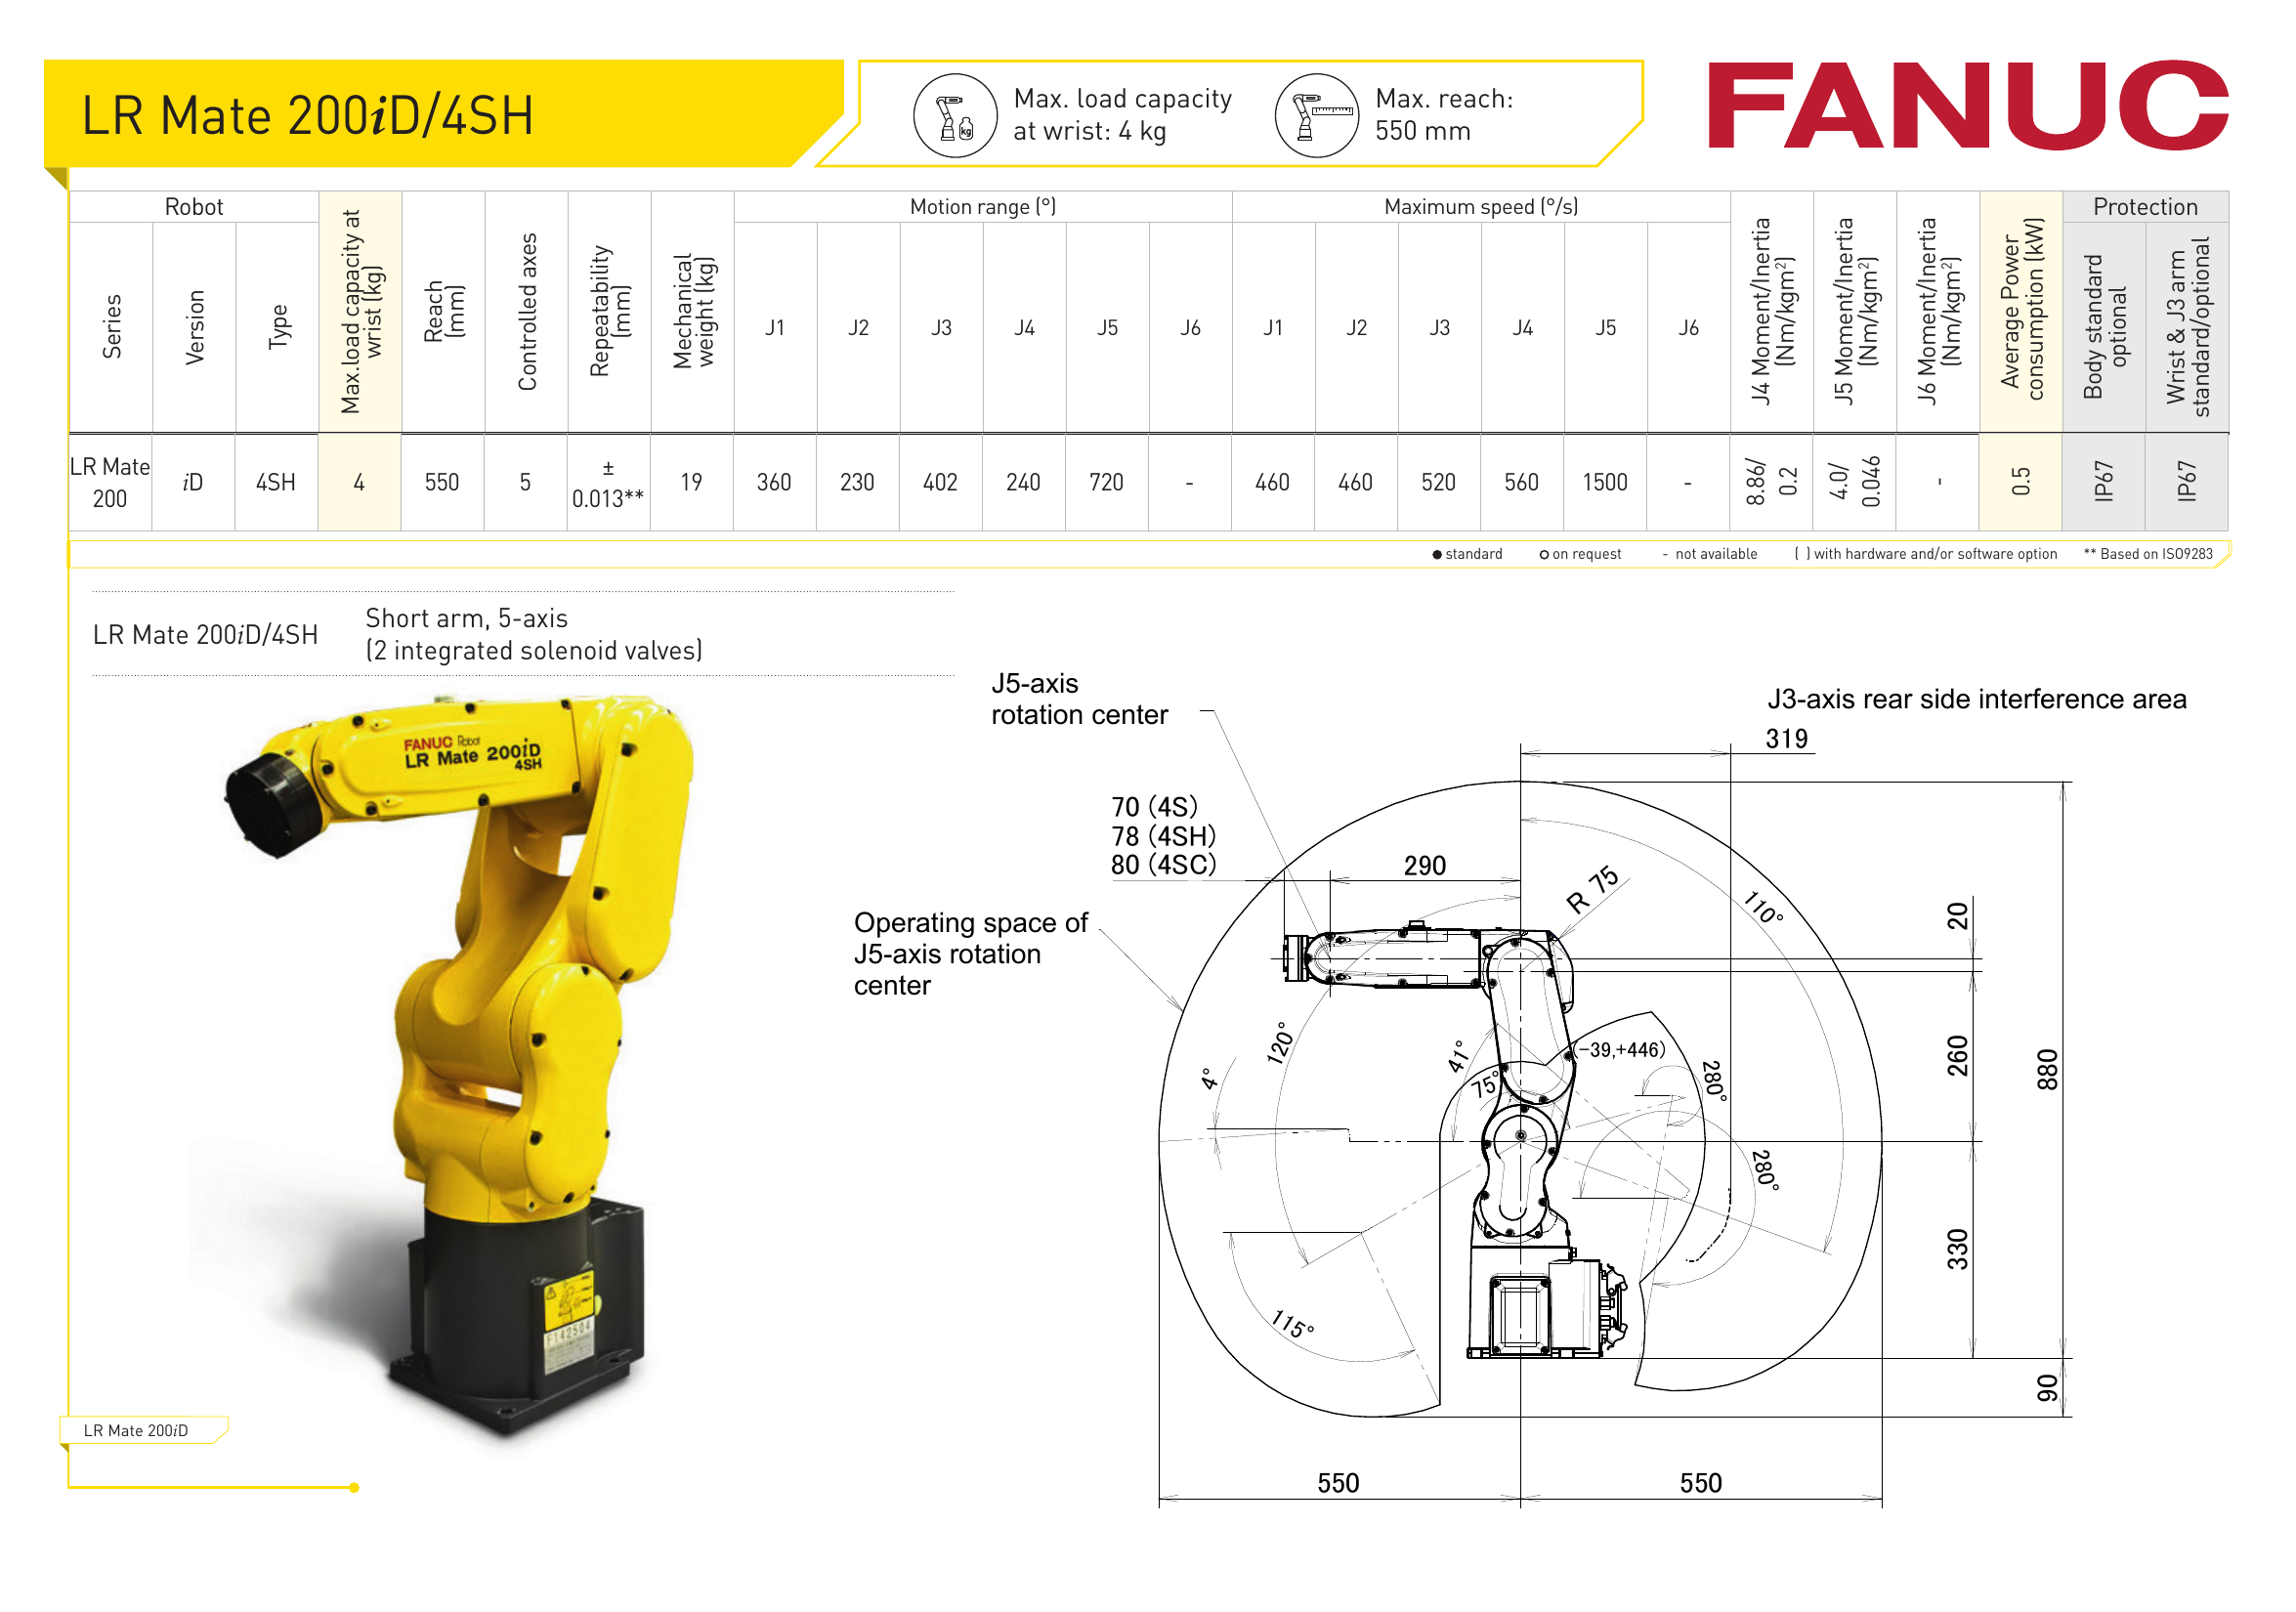 LR Mate 200iD/4SH
Max. load capacity
at wrist: 4 kg
Max. reach:
550 mm
FANUC
kg
Robot
Series
Version
Type
Max.load capacity at
wrist (kg)
Reach
(mm)
Controlled axes
Repeatability
(mm)
Mechanical
weight (kg)
Motion range (°)
J1 J2 J3 J4 J5 J6
Maximum speed (°/s)
J1 J2 J3 J4 J5 J6
J4 Moment/Inertia
(Nm/kgm²)
J5 Moment/Inertia
(Nm/kgm²)
J6 Moment/Inertia
(Nm/kgm²)
Average Power
consumption (kW)
Protection
Body standard
optional
Wrist & J3 arm
standard/optional
LR Mate
200
iD
4SH
4
550
5
±
0.013**
19
360 230 402 240 720 -
460 460 520 560 1500 -
8.86/
0.2
4.0/
0.046
-
0.5
IP67
IP67
● standard ○ on request - not available ( ) with hardware and/or software option ** Based on ISO9283
LR Mate 200iD/4SH
Short arm, 5-axis
(2 integrated solenoid valves)
FANUC Robot
LR Mate 200iD
4SH
F142504
LR Mate 200iD
J5-axis
rotation center
J3-axis rear side interference area
319
70 (4S)
78 (4SH)
80 (4SC)
290
R 75
110°
Operating space of
J5-axis rotation
center
20
120°
41°
(-39,+446)
4°
75°
280°
260
880
280°
330
115°
90
550
550